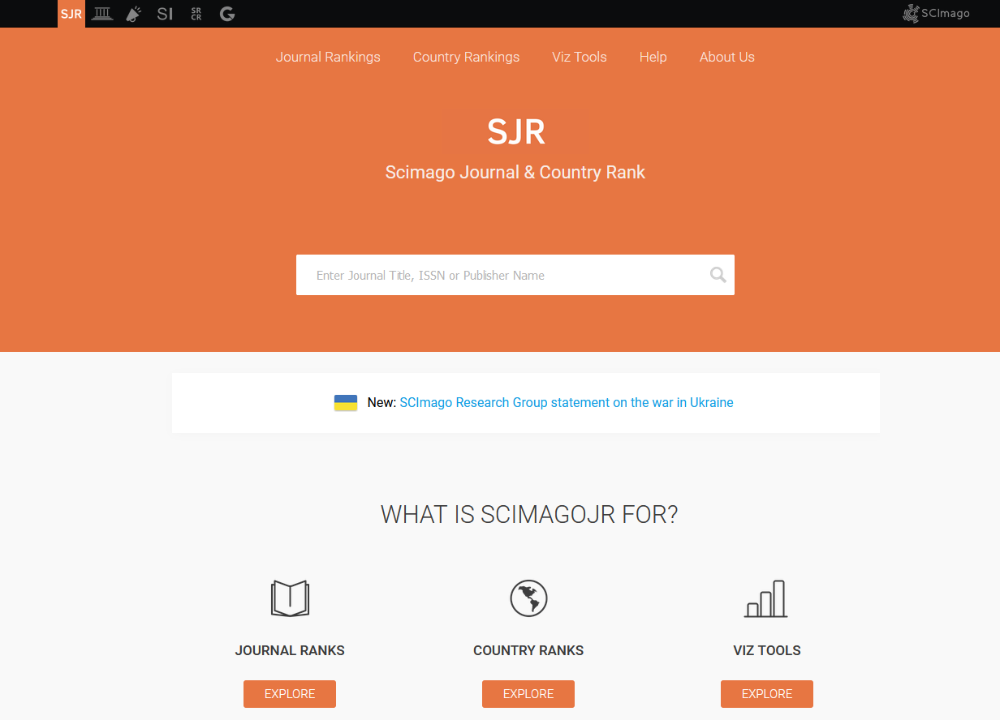 SJR SI SR CR G SCImago
Journal Rankings Country Rankings Viz Tools Help About Us
SJR
Scimago Journal & Country Rank
Enter Journal Title, ISSN or Publisher Name
New: SCImago Research Group statement on the war in Ukraine
WHAT IS SCIMAGOJR FOR?
JOURNAL RANKS COUNTRY RANKS VIZ TOOLS
EXPLORE EXPLORE EXPLORE